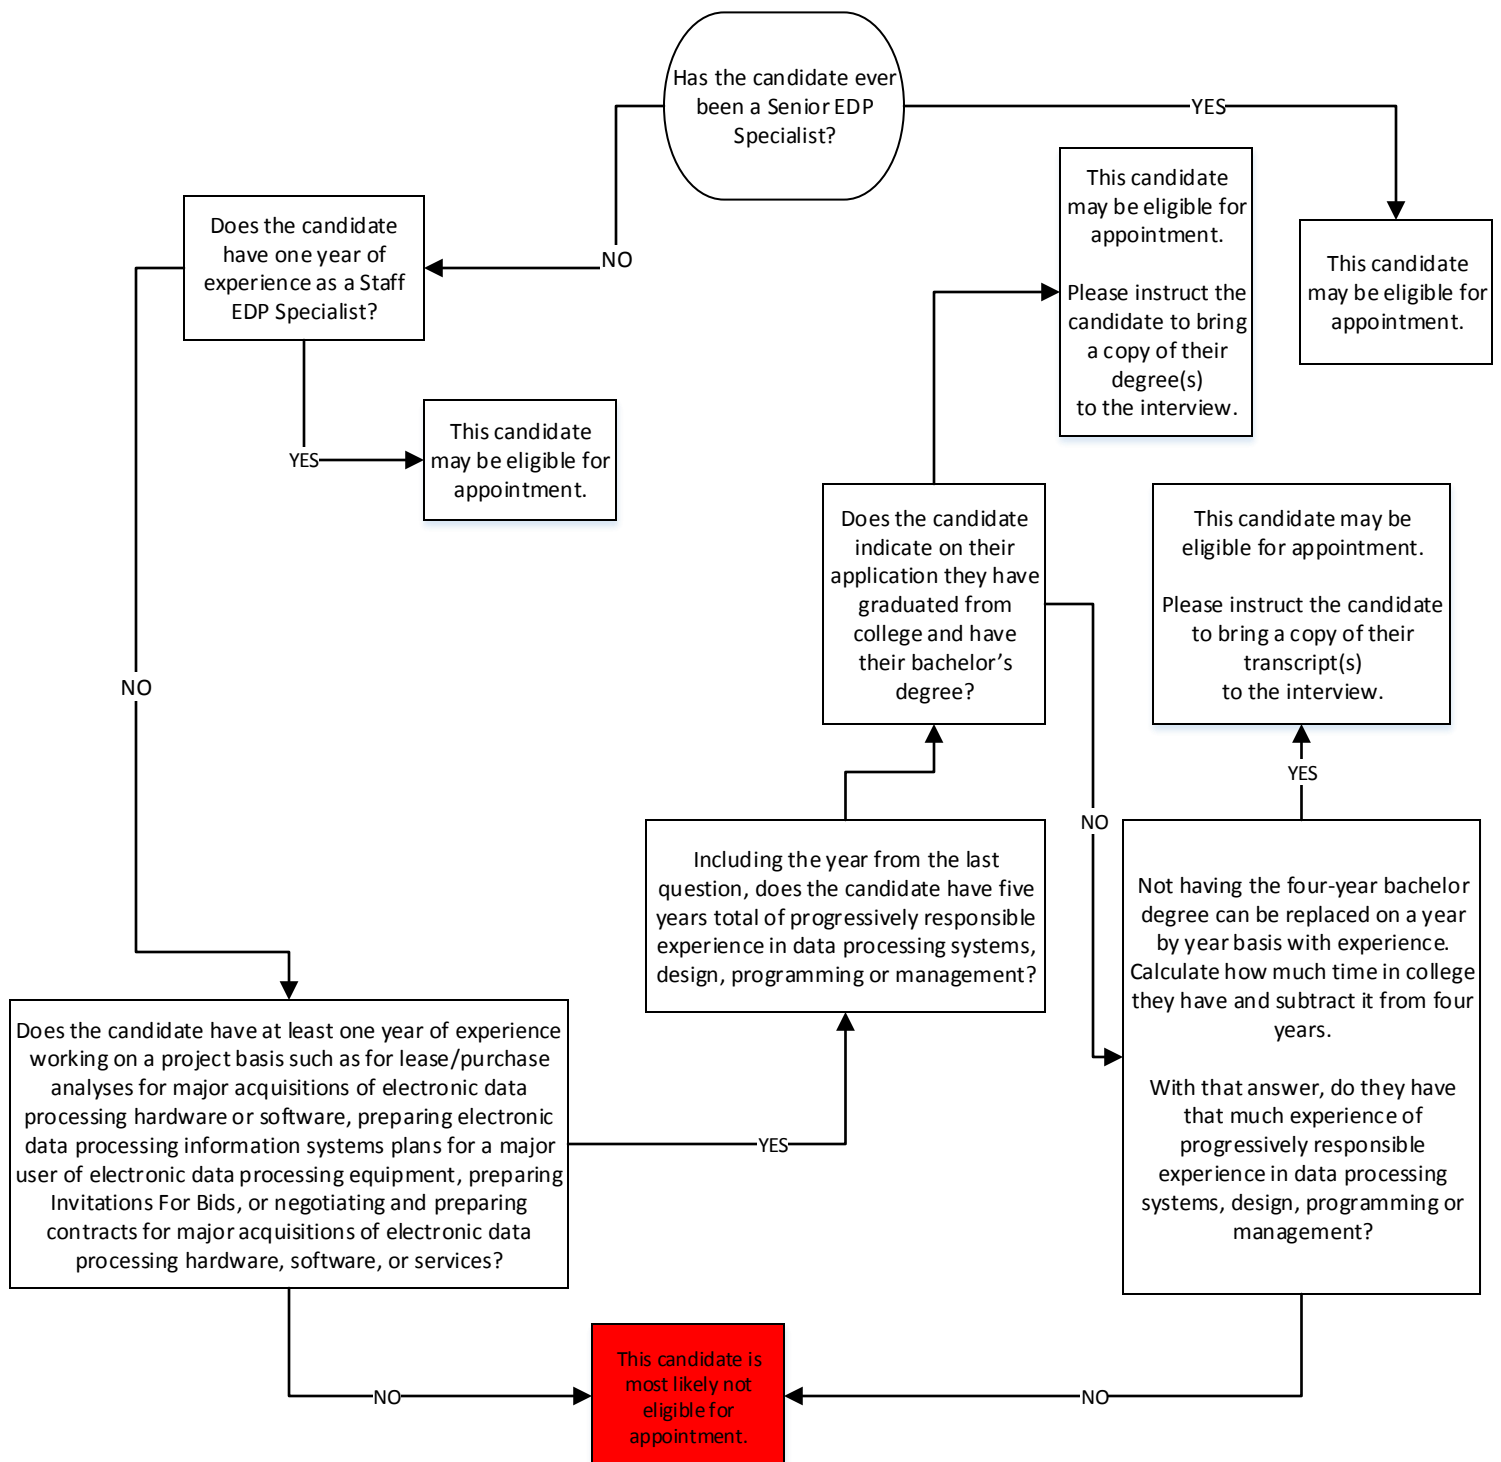 Has the candidate ever
been a Senior EDP
Specialist?
YES
NO
This candidate
may be eligible for
appointment.
Please instruct the
candidate to bring
a copy of their
degree(s)
to the interview.
This candidate
may be eligible for
appointment.
Does the candidate
have one year of
experience as a Staff
EDP Specialist?
YES
This candidate
may be eligible for
appointment.
NO
Does the candidate
indicate on their
application they have
graduated from
college and have
their bachelor’s
degree?
This candidate may be
eligible for appointment.
Please instruct the candidate
to bring a copy of their
transcript(s)
to the interview.
YES
NO
Including the year from the last
question, does the candidate have five
years total of progressively responsible
experience in data processing systems,
design, programming or management?
Not having the four-year bachelor
degree can be replaced on a year
by year basis with experience.
Calculate how much time in college
they have and subtract it from four
years.
With that answer, do they have
that much experience of
progressively responsible
experience in data processing
systems, design, programming or
management?
Does the candidate have at least one year of experience
working on a project basis such as for lease/purchase
analyses for major acquisitions of electronic data
processing hardware or software, preparing electronic
data processing information systems plans for a major
user of electronic data processing equipment, preparing
Invitations For Bids, or negotiating and preparing
contracts for major acquisitions of electronic data
processing hardware, software, or services?
YES
NO
This candidate is
most likely not
eligible for
appointment.
NO